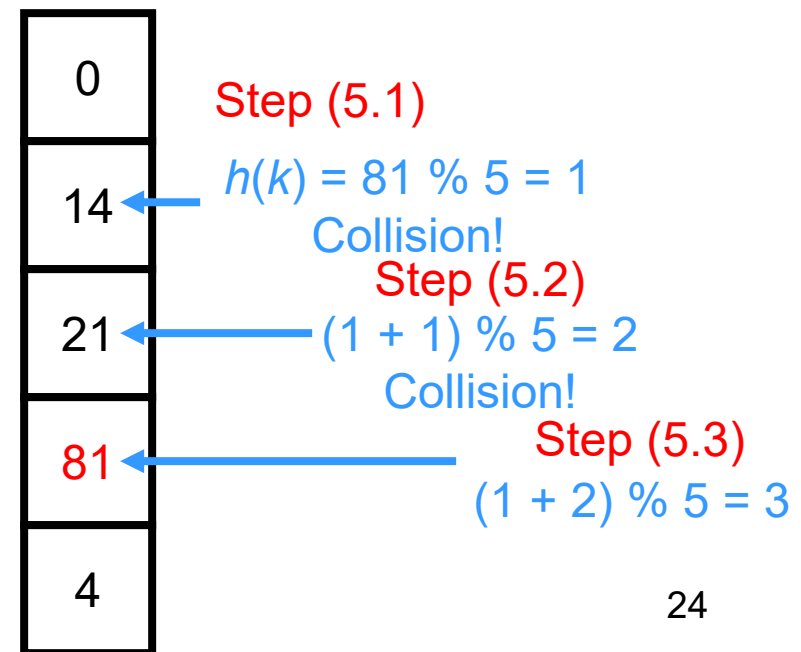 0
Step (5.1)
14
h(k) = 81 % 5 = 1
Collision!
Step (5.2)
21
(1 + 1) % 5 = 2
Collision!
81
Step (5.3)
(1 + 2) % 5 = 3
4
24